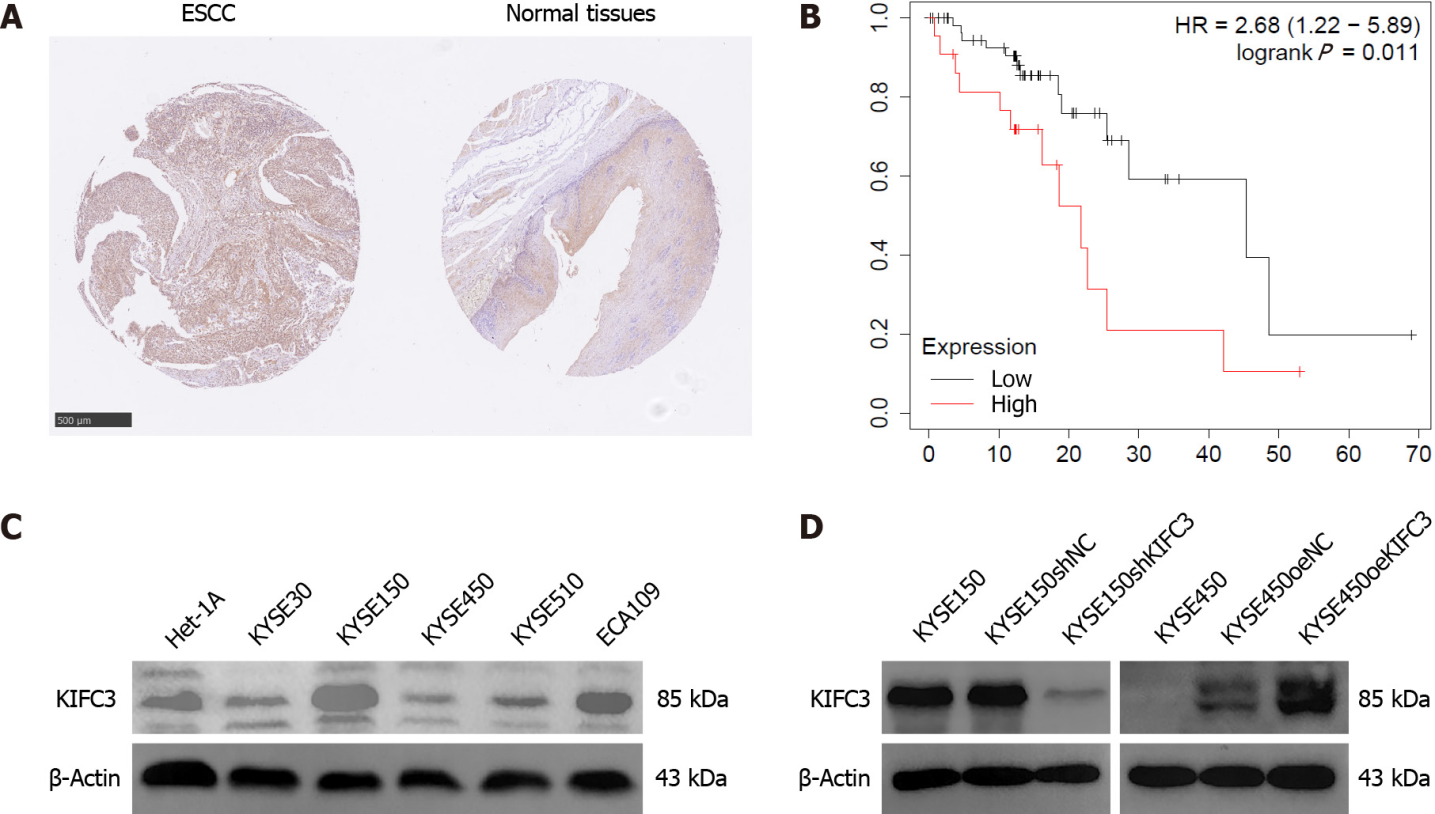 A
ESCC
Normal tissues
500 μm
B
HR = 2.68 (1.22 − 5.89)
logrank P = 0.011
1.0
0.8
0.6
0.4
0.2
0.0
Expression
Low
High
0 10 20 30 40 50 60 70
C
Het-1A KYSE30 KYSE150 KYSE450 KYSE510 ECA109
KIFC3 85 kDa
β-Actin 43 kDa
D
KYSE150 KYSE150shNC KYSE150shKIFC3 KYSE450 KYSE450oeNC KYSE450oeKIFC3
KIFC3 85 kDa
β-Actin 43 kDa